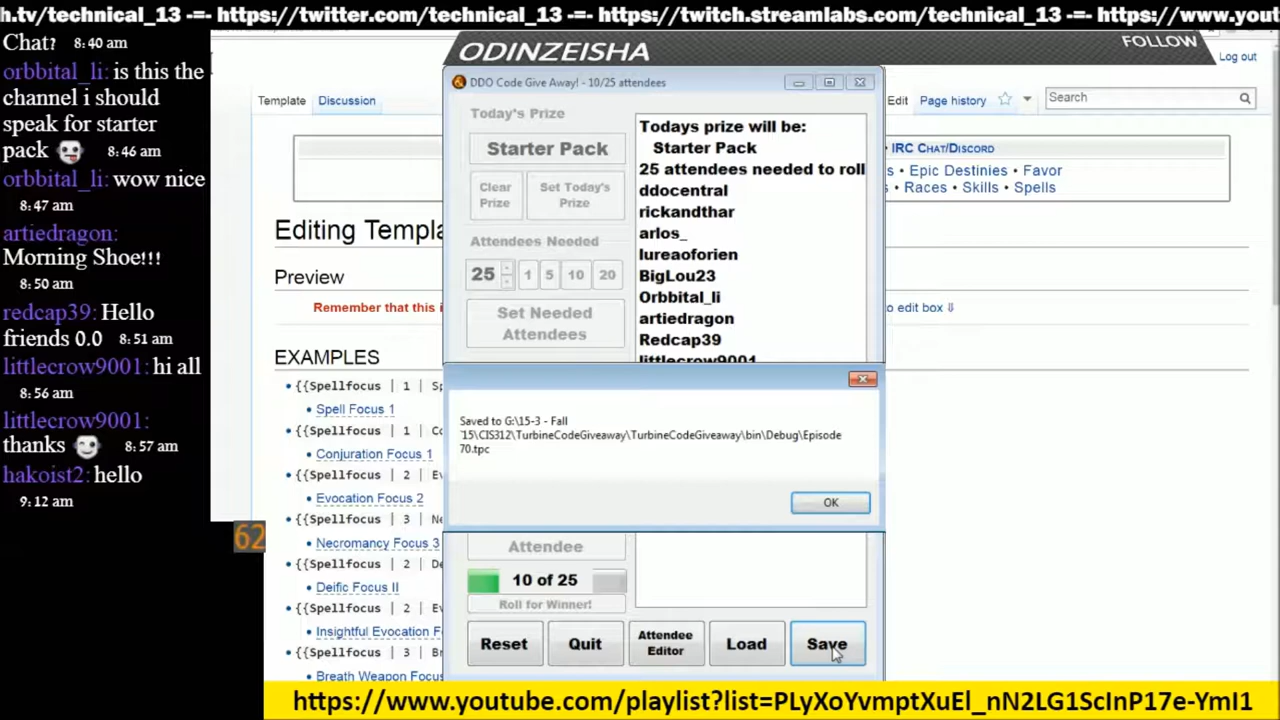 h.tv/technical_13 -=- https://twitter.com/technical_13 -=- https://twitch.streamlabs.com/technical_13 -=- https://www.yout
Chat? 8:40 am
orbbital_li: is this the
channel i should
speak for starter
pack 8:46 am
orbbital_li: wow nice
8:47 am
artiedragon:
Morning Shoe!!!
8:50 am
redcap39: Hello
friends 0.0 8:51 am
littlecrow9001: hi all
8:56 am
littlecrow9001:
thanks 8:57 am
hakoist2: hello
9:12 am
62
ODINZEISHA
FOLLOW
Log out
Template Discussion
Edit Page history Search
IRC Chat/Discord
s • Epic Destinies • Favor
• Races • Skills • Spells
Editing Templa
Preview
Remember that this i
o edit box ⇩
EXAMPLES
• {{Spellfocus | 1 | Sp
• Spell Focus 1
• {{Spellfocus | 1 | Co
• Conjuration Focus 1
• {{Spellfocus | 2 | Ev
• Evocation Focus 2
• {{Spellfocus | 3 | Ne
• Necromancy Focus 3
• {{Spellfocus | 2 | De
• Deific Focus II
• {{Spellfocus | 2 | Ev
• Insightful Evocation F
• {{Spellfocus | 3 | Br
• Breath Weapon Focus
DDO Code Give Away! - 10/25 attendees
Today's Prize
Starter Pack
Clear
Prize
Set Today's
Prize
Attendees Needed
25 1 5 10 20
Set Needed
Attendees
Todays prize will be:
Starter Pack
25 attendees needed to roll
ddocentral
rickandthar
arlos_
lureaoforien
BigLou23
Orbbital_li
artiedragon
Redcap39
littlecrow9001
Saved to G:\15-3 - Fall
'15\CIS312\TurbineCodeGiveaway\TurbineCodeGiveaway\bin\Debug\Episode
70.tpc
OK
Attendee
10 of 25
Roll for Winner!
Reset Quit Attendee
Editor Load Save
https://www.youtube.com/playlist?list=PLyXoYvmptXuEl_nN2LG1ScInP17e-YmI1